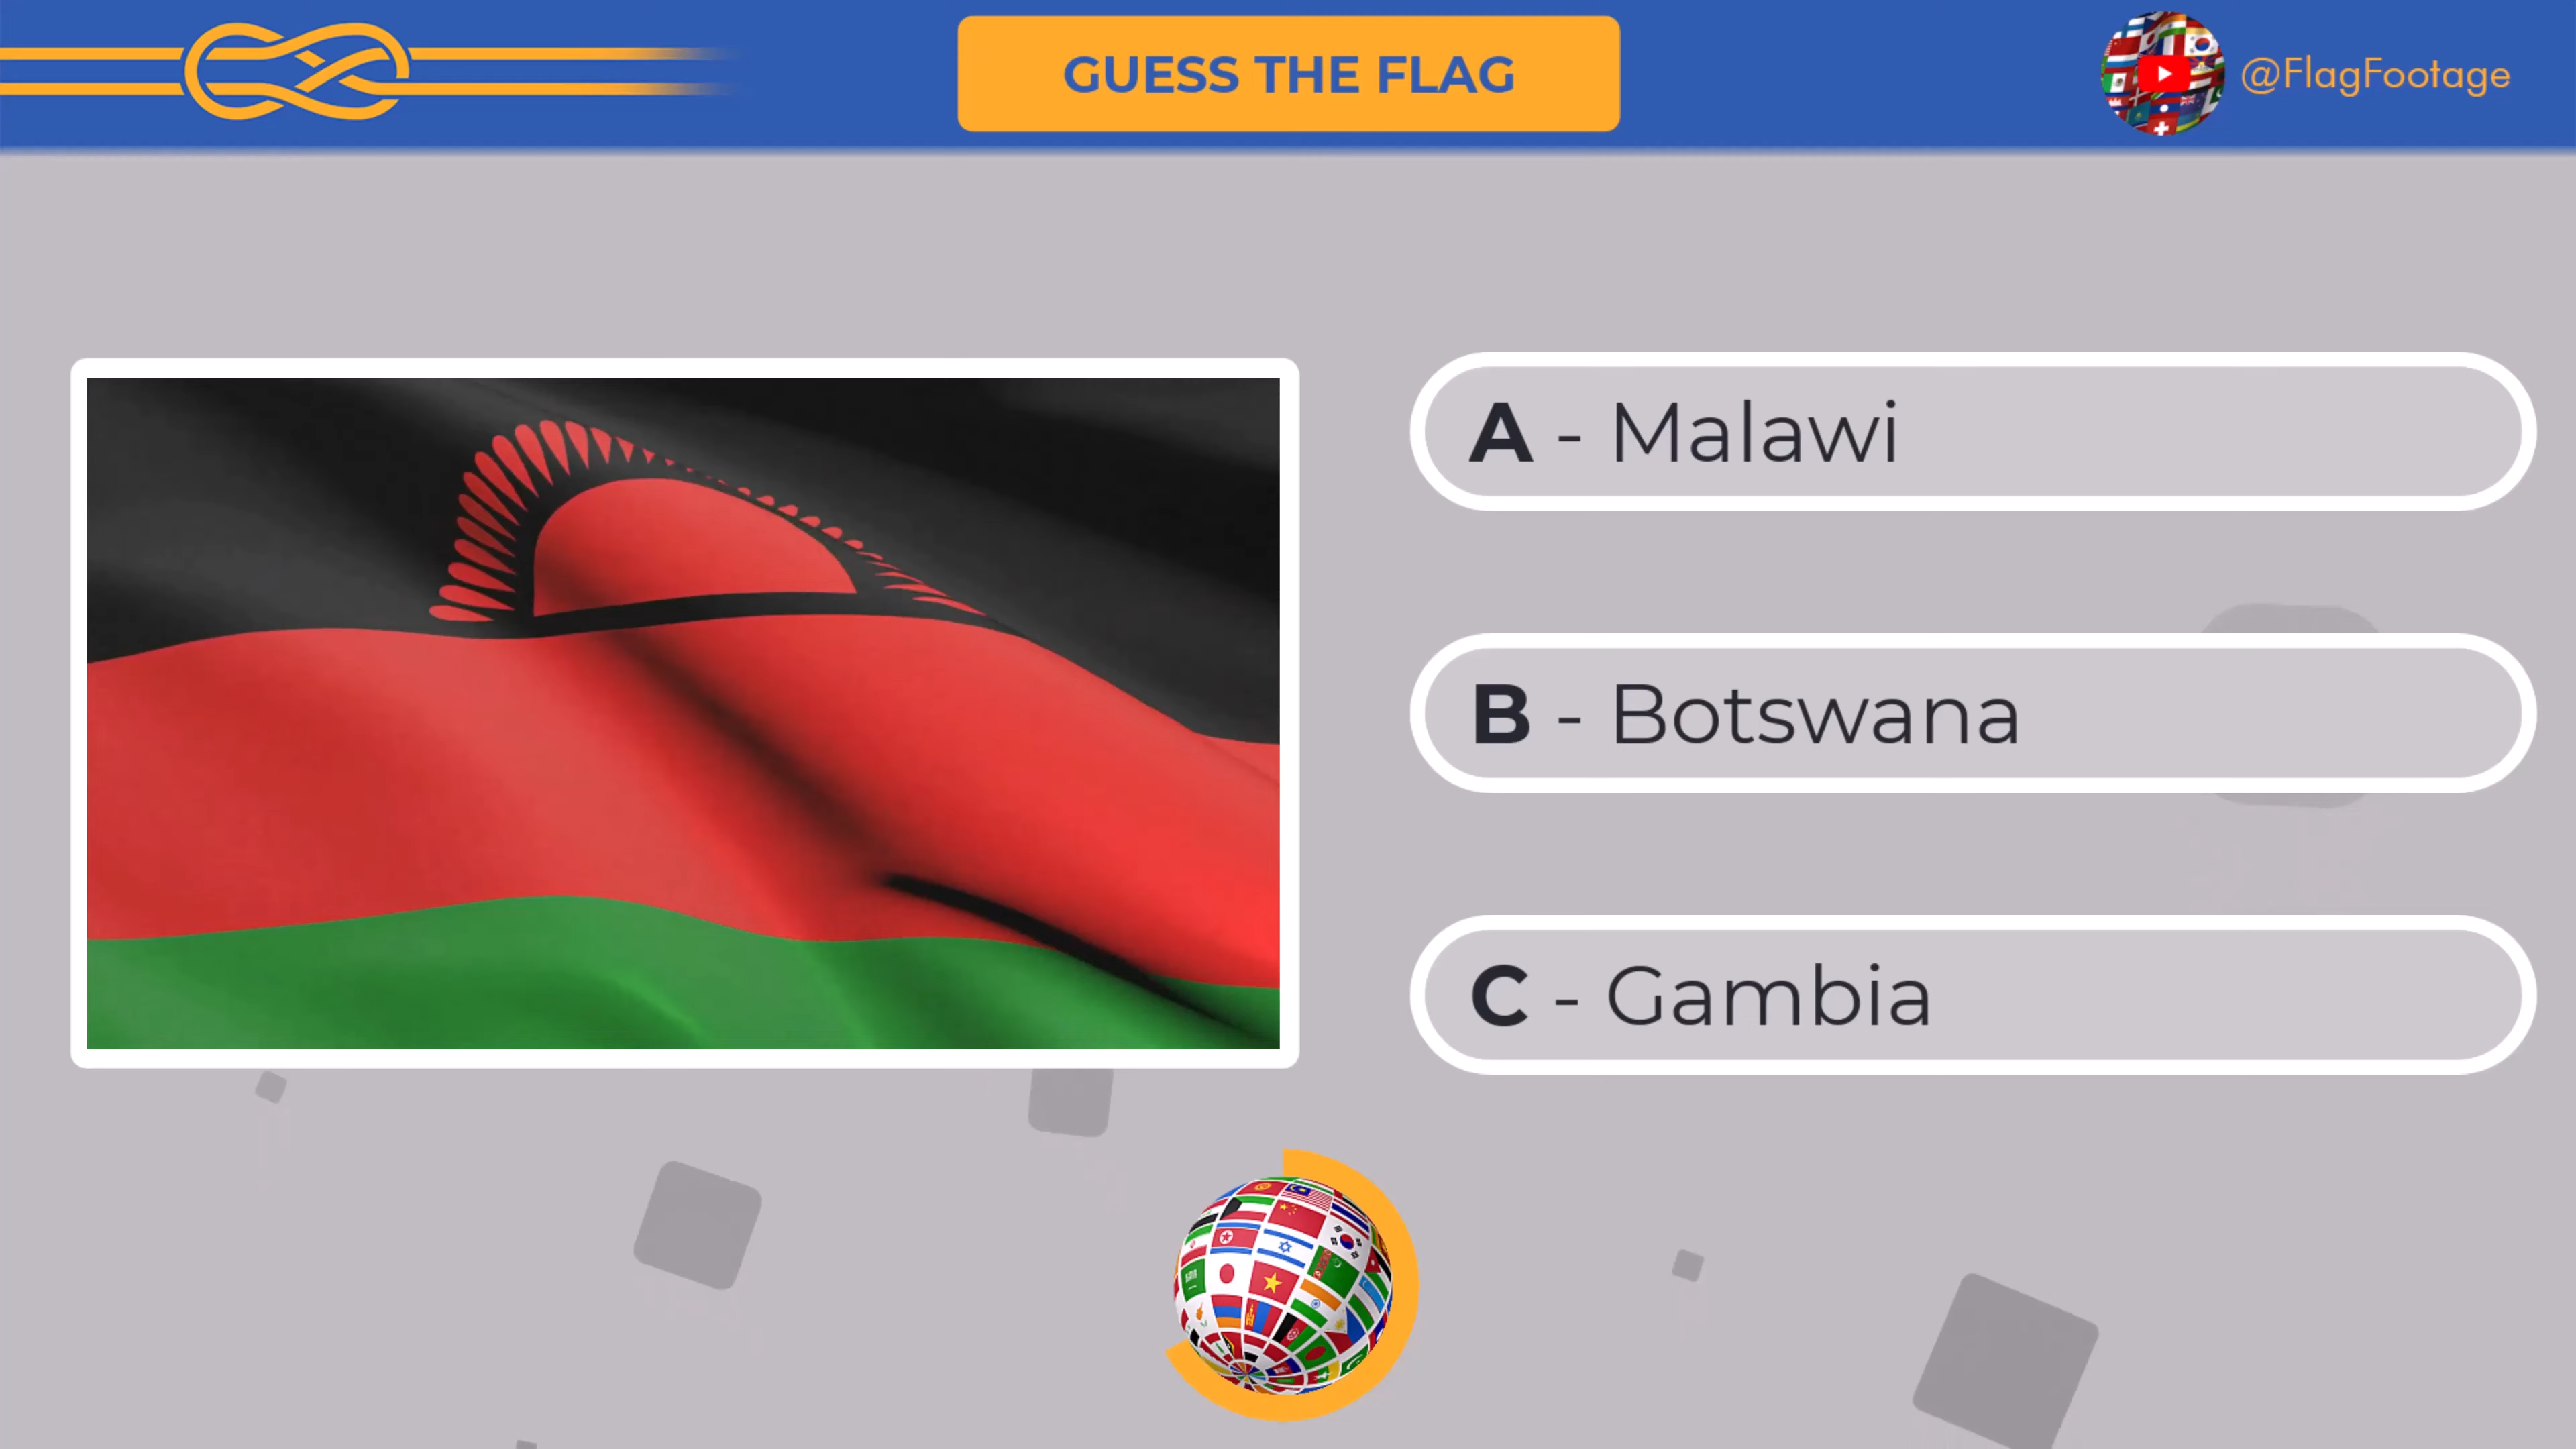 GUESS THE FLAG
@FlagFootage
A - Malawi
B - Botswana
C - Gambia